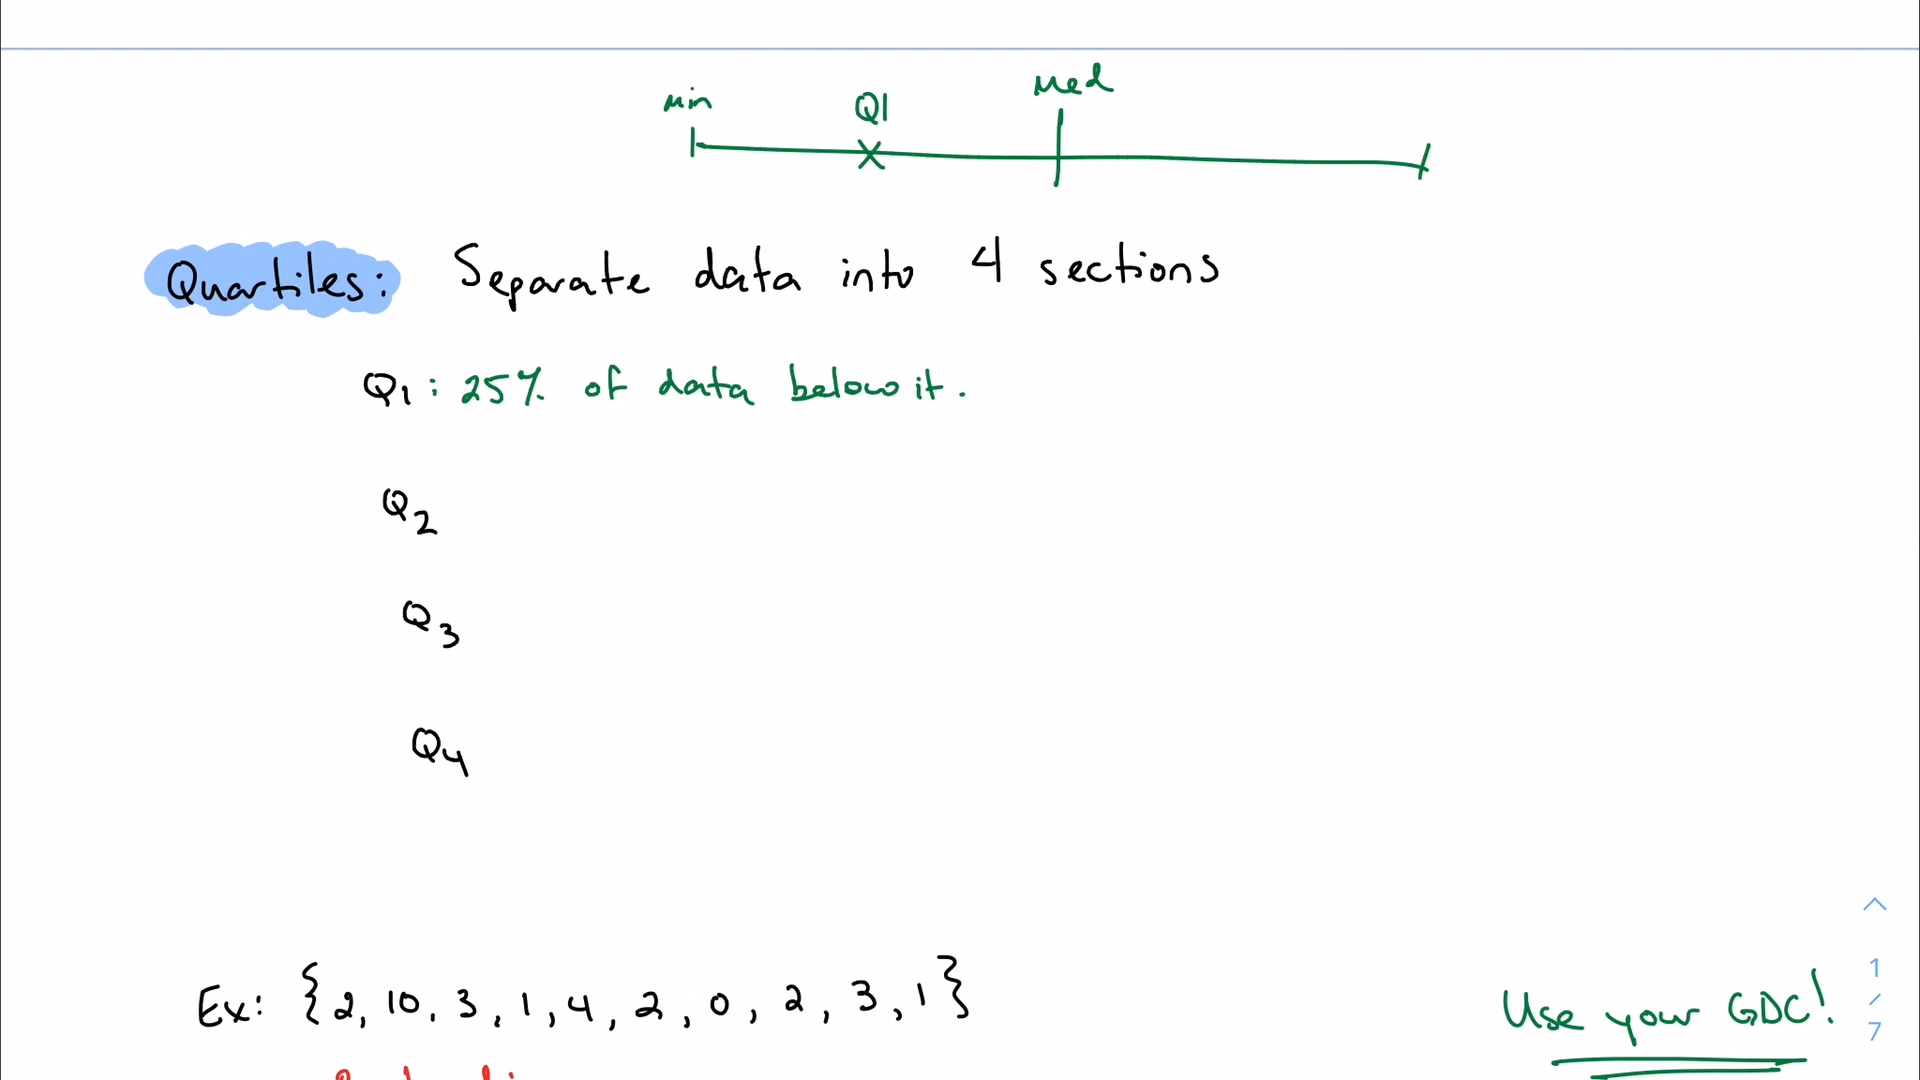 min Q1 Med
Quartiles: Separate data into 4 sections
Q1: 25% of data below it.
Q2
Q3
Q4
Ex: {2, 10, 3, 1, 4, 2, 0, 2, 3, 1}
Use your GDC!
1
/
7